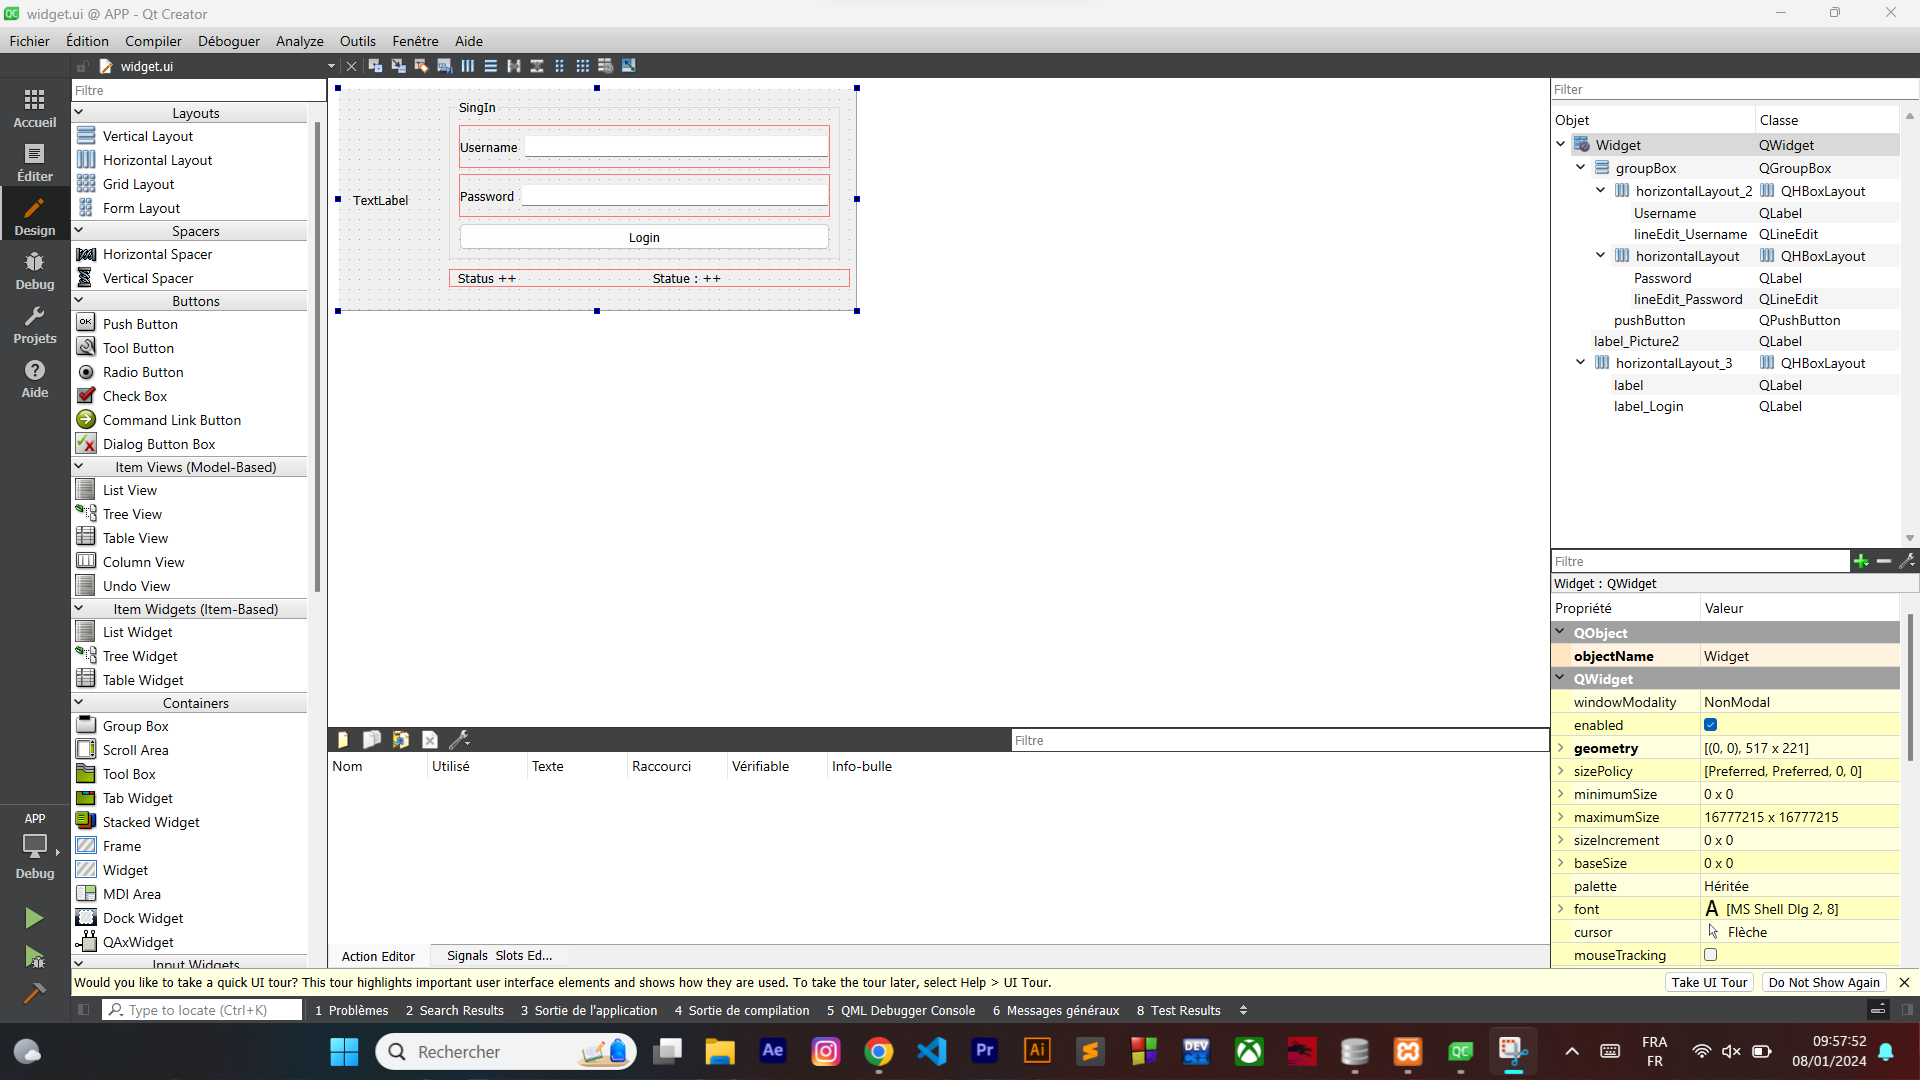 widget.ui @ APP - Qt Creator
Fichier Édition Compiler Déboguer Analyze Outils Fenêtre Aide
widget.ui
Accueil
Éditer
Design
Debug
Projets
Aide
APP
Debug
Filtre
Layouts
Vertical Layout
Horizontal Layout
Grid Layout
Form Layout
Spacers
Horizontal Spacer
Vertical Spacer
Buttons
OK Push Button
Tool Button
Radio Button
Check Box
Command Link Button
Dialog Button Box
Item Views (Model-Based)
List View
Tree View
Table View
Column View
Undo View
Item Widgets (Item-Based)
List Widget
Tree Widget
Table Widget
Containers
Group Box
Scroll Area
Tool Box
Tab Widget
Stacked Widget
Frame
Widget
MDI Area
Dock Widget
QAxWidget
Input Widgets
SingIn
Username
Password
TextLabel
Login
Status ++ Statue : ++
Filtre
Nom Utilisé Texte Raccourci Vérifiable Info-bulle
Action Editor Signals Slots Ed...
Filter
Objet Classe
Widget QWidget
groupBox QGroupBox
horizontalLayout_2 QHBoxLayout
Username QLabel
lineEdit_Username QLineEdit
horizontalLayout QHBoxLayout
Password QLabel
lineEdit_Password QLineEdit
pushButton QPushButton
label_Picture2 QLabel
horizontalLayout_3 QHBoxLayout
label QLabel
label_Login QLabel
Filtre
Widget : QWidget
Propriété Valeur
QObject
objectName Widget
QWidget
windowModality NonModal
enabled
geometry [(0, 0), 517 x 221]
sizePolicy [Preferred, Preferred, 0, 0]
minimumSize 0 x 0
maximumSize 16777215 x 16777215
sizeIncrement 0 x 0
baseSize 0 x 0
palette Héritée
font A [MS Shell Dlg 2, 8]
cursor Flèche
mouseTracking
Would you like to take a quick UI tour? This tour highlights important user interface elements and shows how they are used. To take the tour later, select Help > UI Tour. Take UI Tour Do Not Show Again
Type to locate (Ctrl+K) 1 Problèmes 2 Search Results 3 Sortie de l'application 4 Sortie de compilation 5 QML Debugger Console 6 Messages généraux 8 Test Results
Rechercher Ae Pr Ai DEV QC FRA 09:57:52
FR 08/01/2024